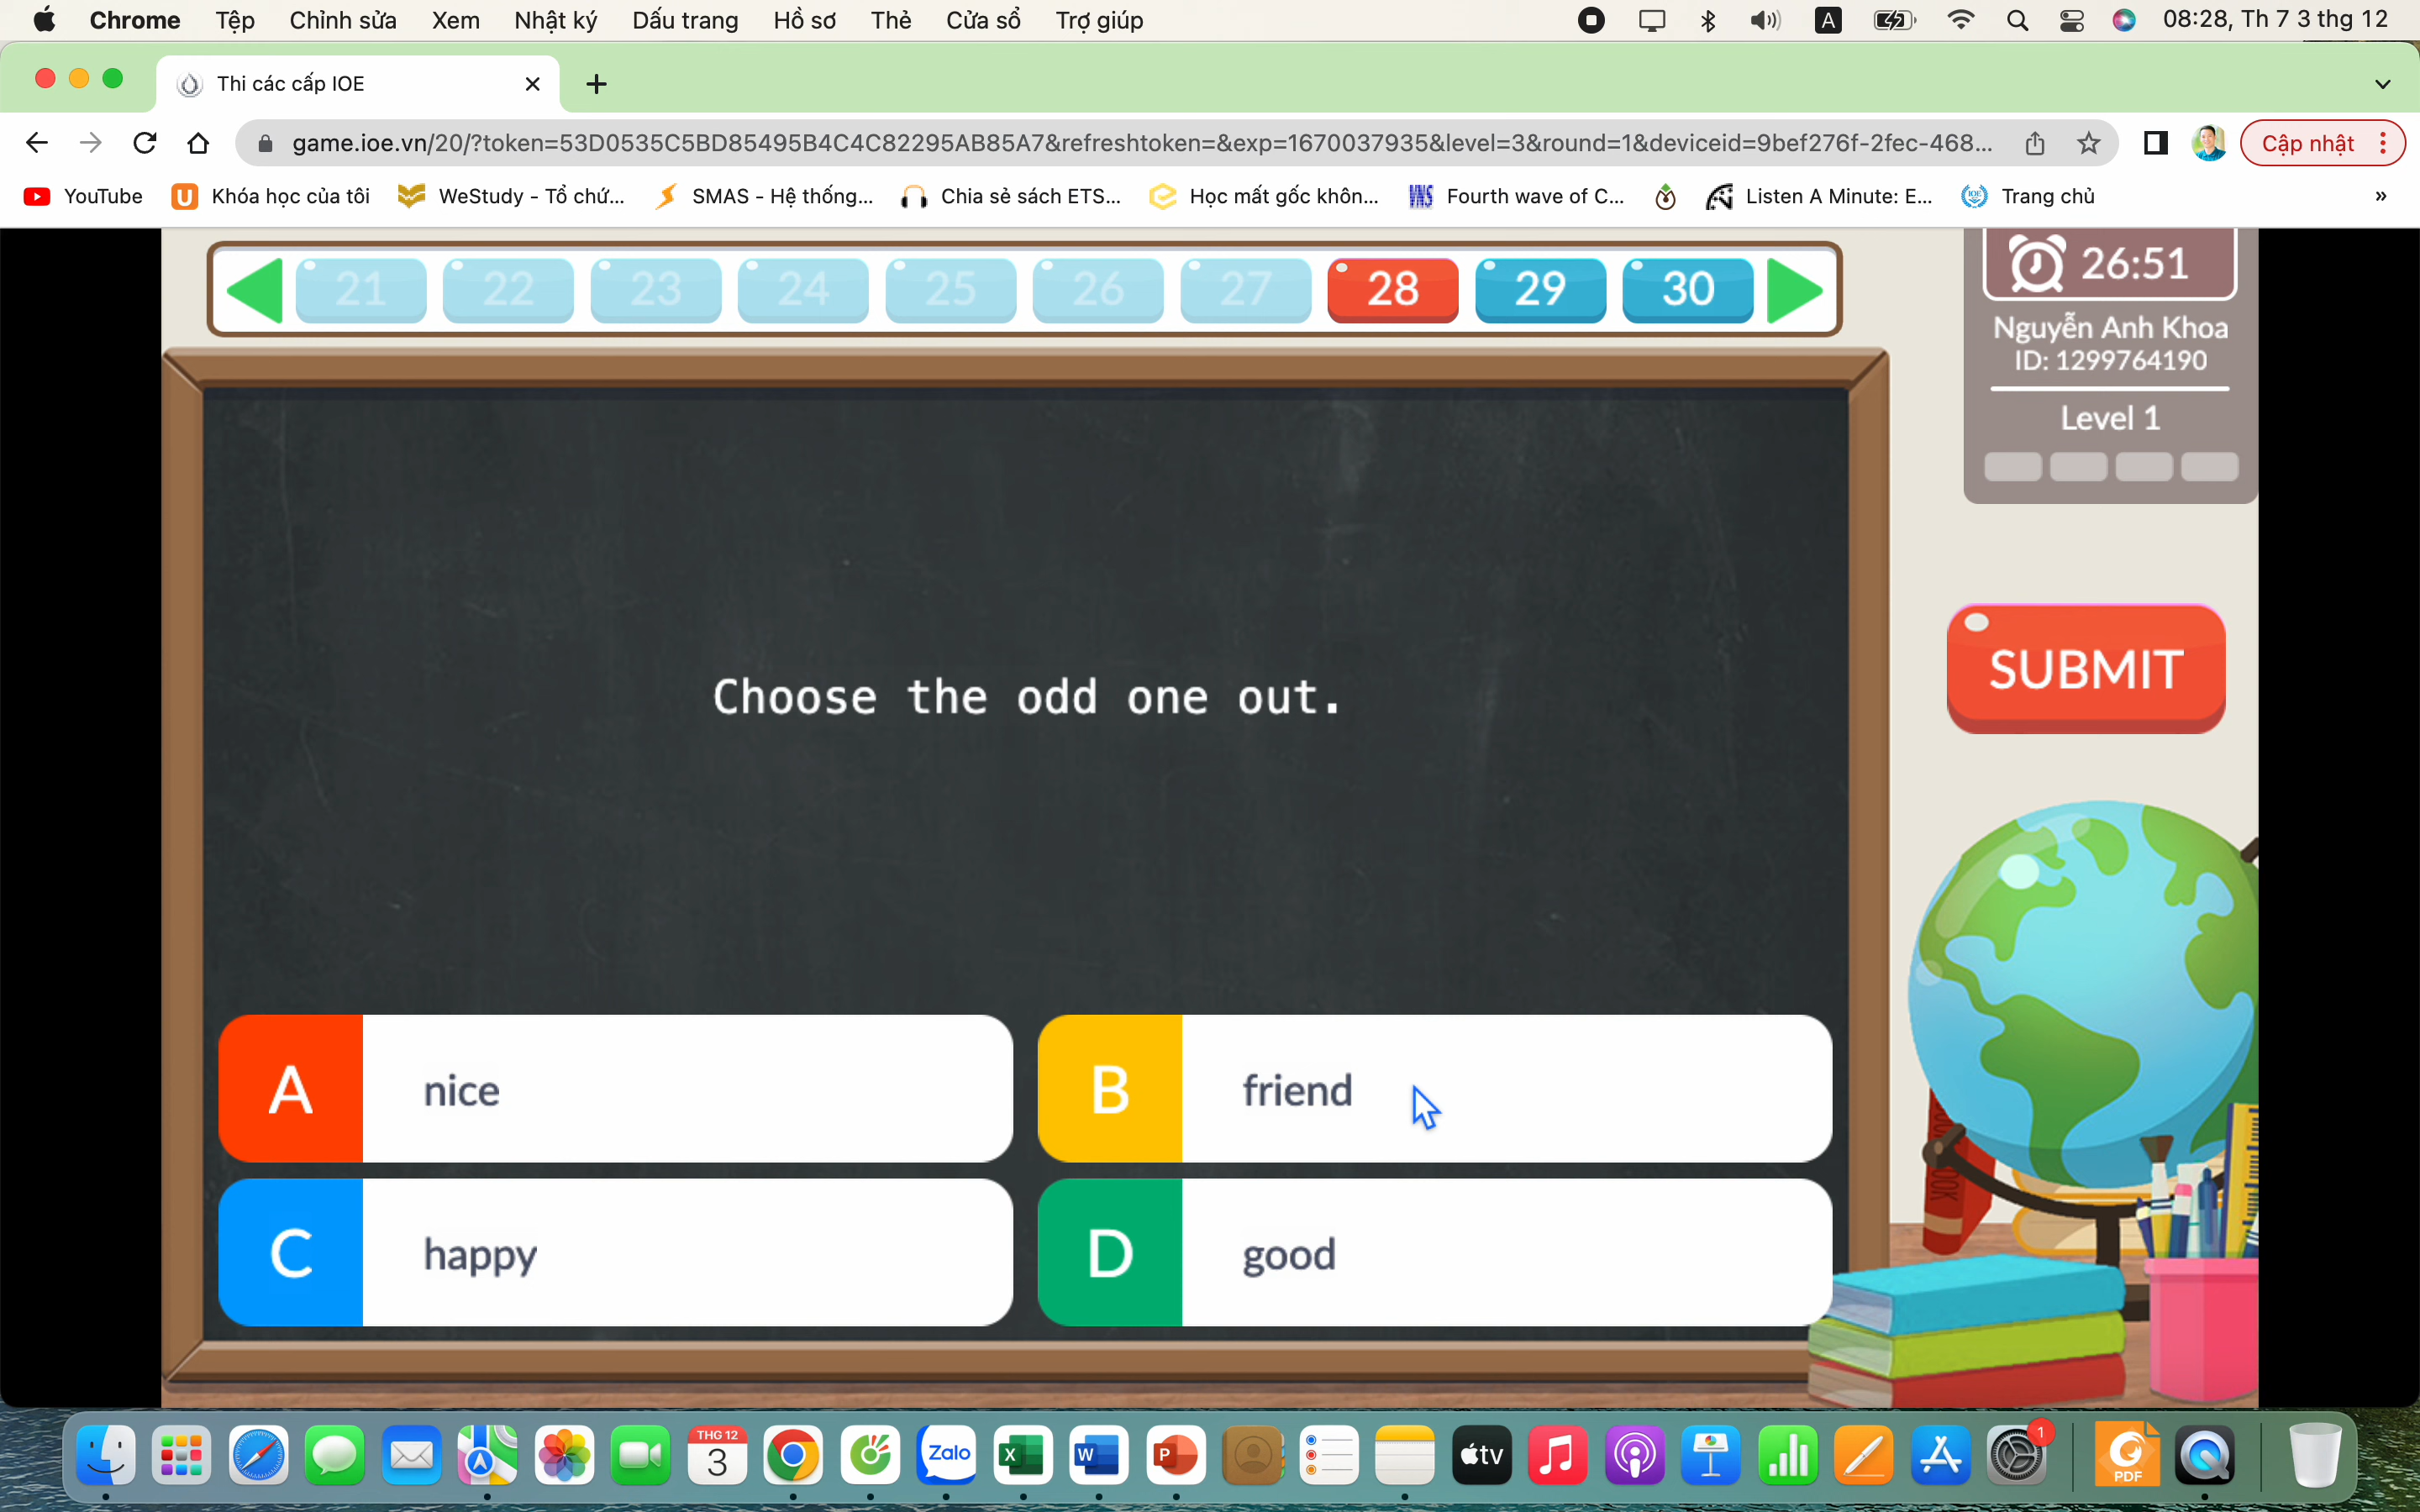 Chrome Tệp Chỉnh sửa Xem Nhật ký Dấu trang Hồ sơ Thẻ Cửa sổ Trợ giúp A 08:28, Th 7 3 thg 12
Thi các cấp IOE
game.ioe.vn/20/?token=53D0535C5BD85495B4C4C82295AB85A7&refreshtoken=&exp=1670037935&level=3&round=1&deviceid=9bef276f-2fec-468... Cập nhật
YouTube Khóa học của tôi WeStudy - Tổ chứ... SMAS - Hệ thống... Chia sẻ sách ETS... Học mất gốc khôn... Fourth wave of C... Listen A Minute: E... Trang chủ »
21 22 23 24 25 26 27 28 29 30
26:51
Nguyễn Anh Khoa
ID: 1299764190
Level 1
SUBMIT
Choose the odd one out.
A nice
B friend
C happy
D good
BOOK
THG 12
3
Zalo
X
W
P
tv
1
PDF